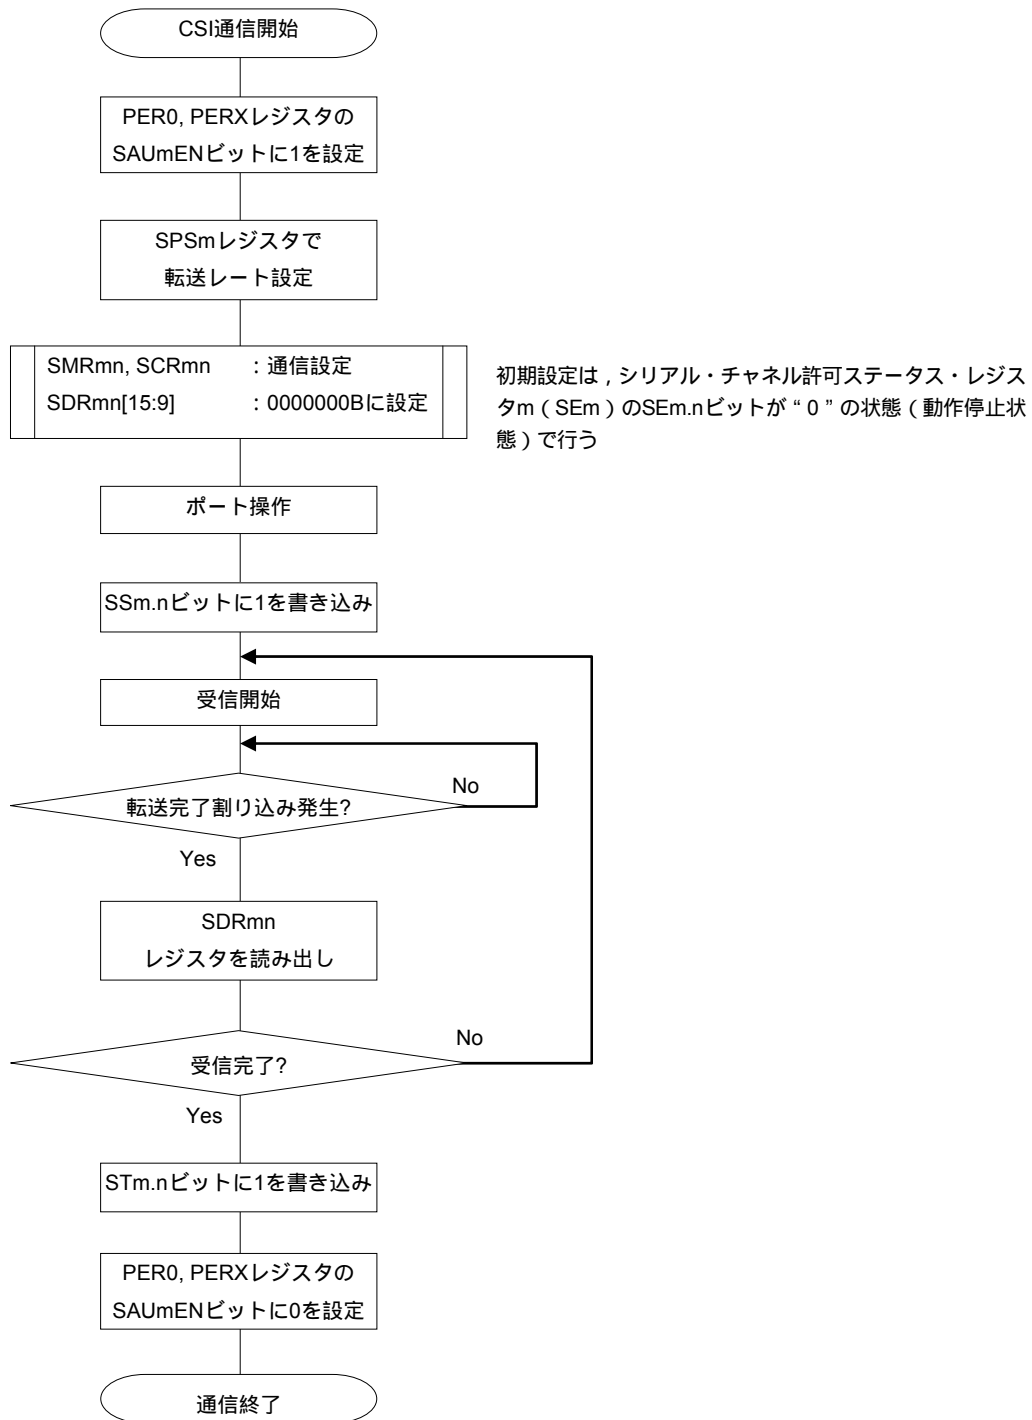 CSI通信開始
PER0, PERXレジスタの
SAUmENビットに1を設定
SPSmレジスタで
転送レート設定
SMRmn, SCRmn ：通信設定
SDRmn[15:9] ：0000000Bに設定
初期設定は，シリアル・チャネル許可ステータス・レジス
タm（SEm）のSEm.nビットが“0”の状態（動作停止状
態）で行う
ポート操作
SSm.nビットに1を書き込み
受信開始
転送完了割り込み発生?
No
Yes
SDRmn
レジスタを読み出し
受信完了?
No
Yes
STm.nビットに1を書き込み
PER0, PERXレジスタの
SAUmENビットに0を設定
通信終了